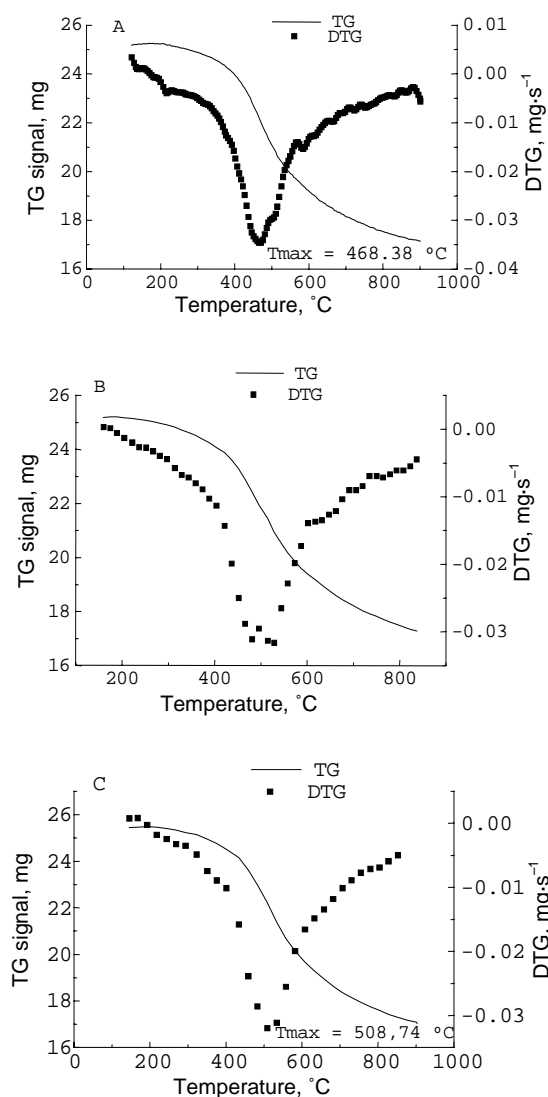 A
TG
DTG
26
24
22
20
18
16
0.01
0.00
-0.01
-0.02
-0.03
-0.04
TG signal, mg
DTG, mg·s⁻¹
Tmax = 468.38 ºC
0 200 400 600 800 1000
Temperature, ˚C
B
TG
DTG
26
24
22
20
18
16
0.00
-0.01
-0.02
-0.03
TG signal, mg
DTG, mg·s⁻¹
200 400 600 800
Temperature, ˚C
C
TG
DTG
26
24
22
20
18
16
0.00
-0.01
-0.02
-0.03
TG signal, mg
DTG, mg·s⁻¹
Tmax = 508,74 ºC
0 200 400 600 800 1000
Temperature, ˚C